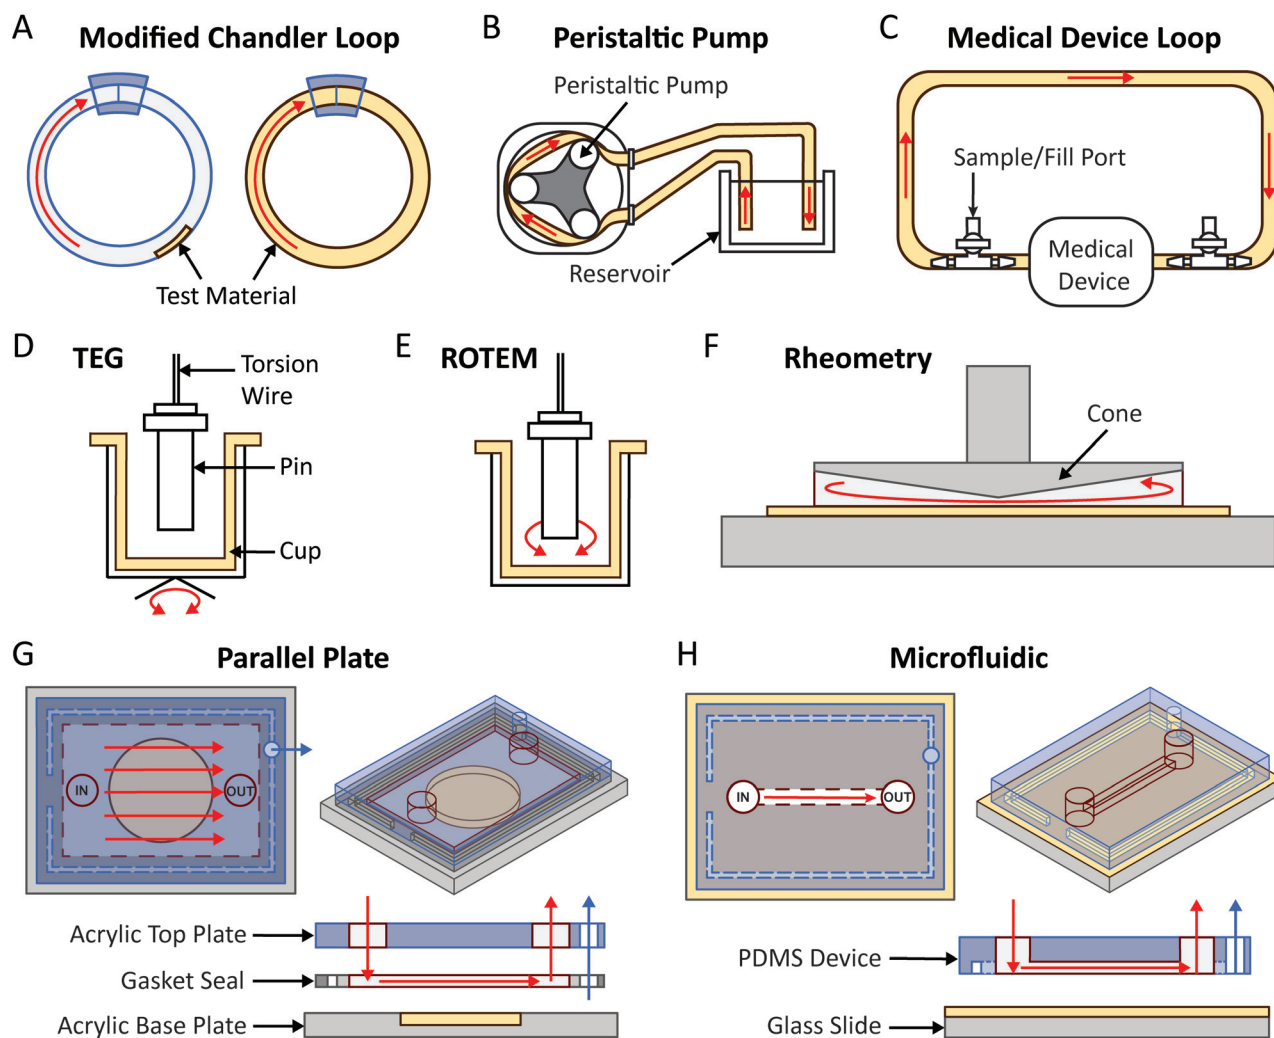 A
Modified Chandler Loop
Test Material
B
Peristaltic Pump
Peristaltic Pump
Reservoir
C
Medical Device Loop
Sample/Fill Port
Medical
Device
D
TEG
Torsion
Wire
Pin
Cup
E
ROTEM
F
Rheometry
Cone
G
Parallel Plate
IN
OUT
Acrylic Top Plate
Gasket Seal
Acrylic Base Plate
H
Microfluidic
IN
OUT
PDMS Device
Glass Slide